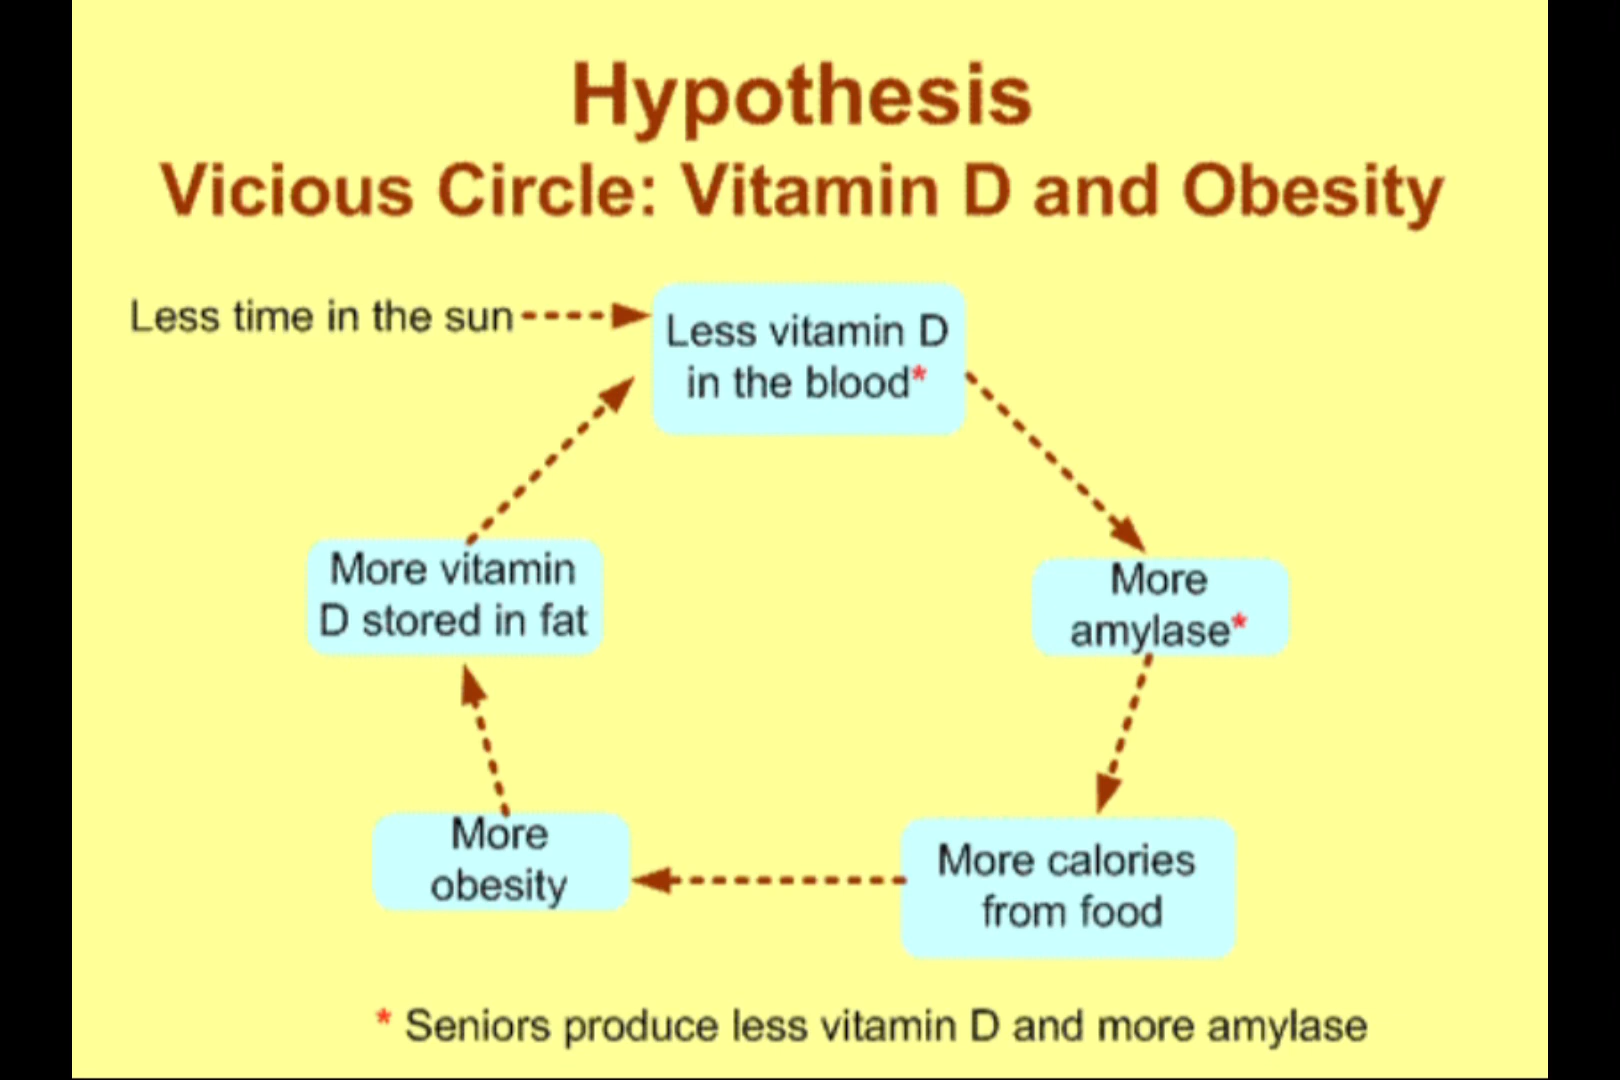 Hypothesis
Vicious Circle: Vitamin D and Obesity
Less time in the sun
Less vitamin D
in the blood*
More vitamin
D stored in fat
More
amylase*
More
obesity
More calories
from food
* Seniors produce less vitamin D and more amylase